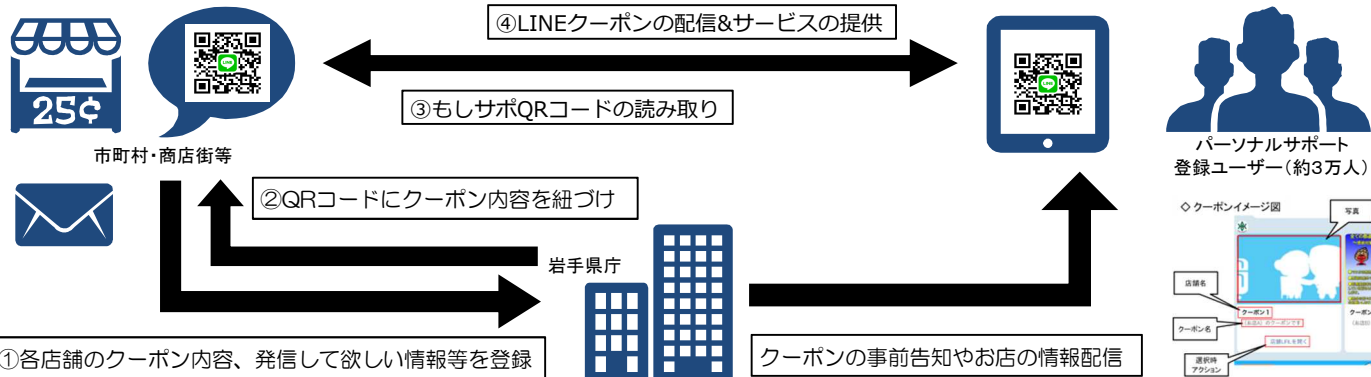 ④LINEクーポンの配信&サービスの提供
25¢
③もしサポQRコードの読み取り
市町村・商店街等
パーソナルサポート
登録ユーザー(約3万人)
②QRコードにクーポン内容を紐づけ
◇クーポンイメージ図
写真
岩手県庁
店舗名
クーポン1
クーポン名
選択時
アクション
①各店舗のクーポン内容、発信して欲しい情報等を登録
クーポンの事前告知やお店の情報配信